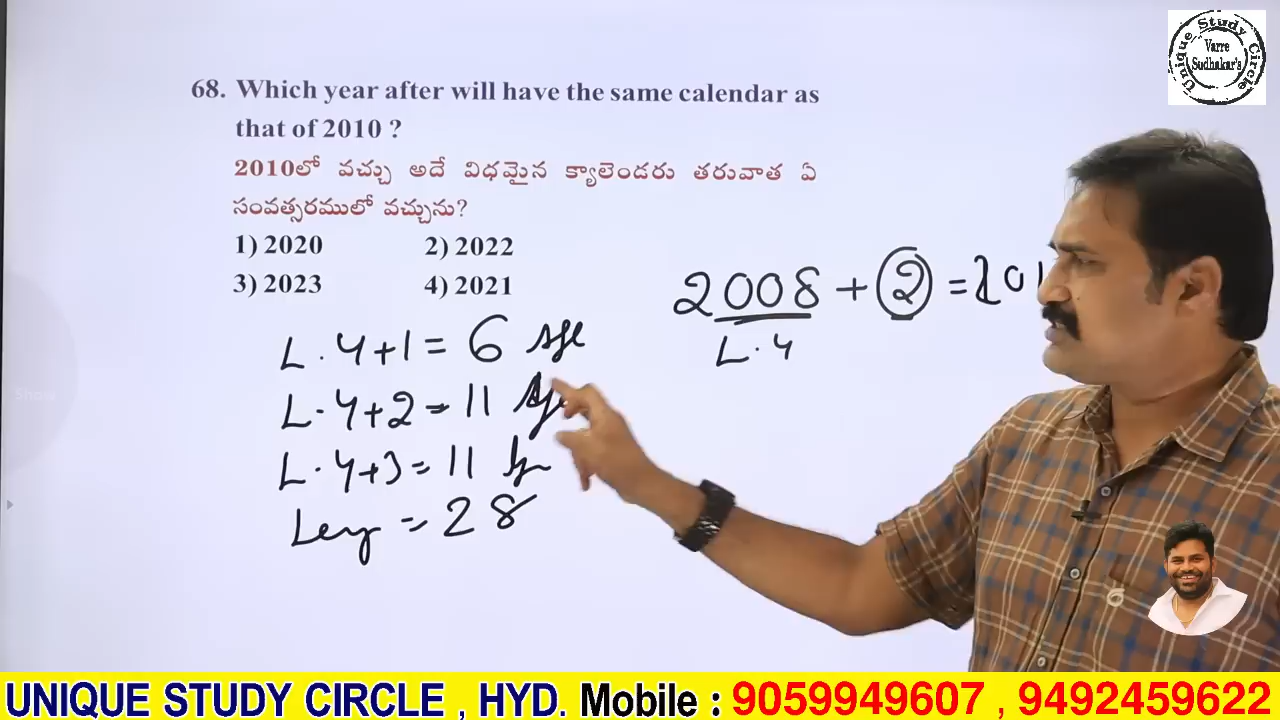 68. Which year after will have the same calendar as
that of 2010 ?
2010లో వచ్చు అదే విధమైన క్యాలెండరు తరువాత ఏ
సంవత్సరములో వచ్చును?
1) 2020 2) 2022
3) 2023 4) 2021
2008 + 2 = 201
L. 4
L. 4+1 = 6
L. 4+2 = 11
L. 4+3 = 11
= 28
Unique Study Circle
Varre
Sudhakar's
UNIQUE STUDY CIRCLE , HYD. Mobile : 9059949607 , 9492459622